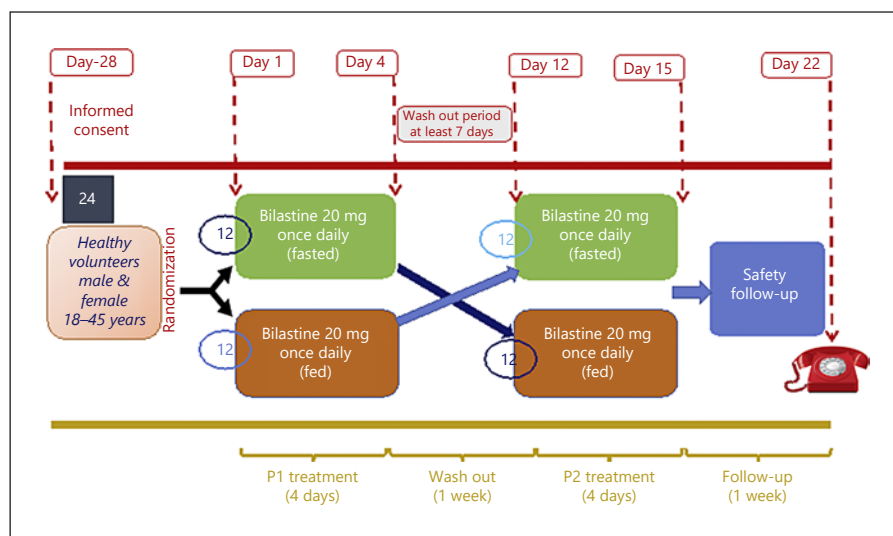 Day-28
Day 1
Day 4
Day 12
Day 15
Day 22
Informed
consent
Wash out period
at least 7 days
24
Healthy
volunteers
male &
female
18–45 years
Randomization
12
Bilastine 20 mg
once daily
(fasted)
12
Bilastine 20 mg
once daily
(fed)
12
Bilastine 20 mg
once daily
(fasted)
12
Bilastine 20 mg
once daily
(fed)
Safety
follow-up
P1 treatment
(4 days)
Wash out
(1 week)
P2 treatment
(4 days)
Follow-up
(1 week)